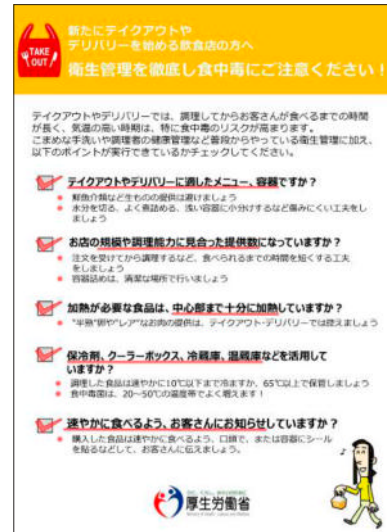 TAKE
OUT!
新たにテイクアウトや
デリバリーを始める飲食店の方へ
衛生管理を徹底し食中毒にご注意ください！
テイクアウトやデリバリーでは、調理してからお客さんが食べるまでの時間
が長く、気温の高い時期は、特に食中毒のリスクが高まります。
こまめな手洗いや調理者の健康管理など普段からやっている衛生管理に加え、
以下のポイントが実行できているかチェックしてください。
テイクアウトやデリバリーに適したメニュー、容器ですか？
鮮魚介類など生ものの提供は避けましょう
水分を切る、よく煮詰める、浅い容器に小分けするなど傷みにくい工夫をし
ましょう
お店の規模や調理能力に見合った提供数になっていますか？
注文を受けてから調理するなど、食べられるまでの時間を短くする工夫
をしましょう
容器詰めは、清潔な場所で行いましょう
加熱が必要な食品は、中心部まで十分に加熱していますか？
"半熟"卵や"レア"なお肉の提供は、テイクアウト・デリバリーでは控えましょう
保冷剤、クーラーボックス、冷蔵庫、温蔵庫などを活用して
いますか？
調理した食品は速やかに10℃以下まで冷ますか、65℃以上で保管しましょう
食中毒菌は、20～50℃の温度帯でよく増えます！
速やかに食べるよう、お客さんにお知らせしていますか？
購入した食品は速やかに食べるよう、口頭で、または容器にシール
を貼るなどして、お客さんに伝えましょう。
厚生労働省